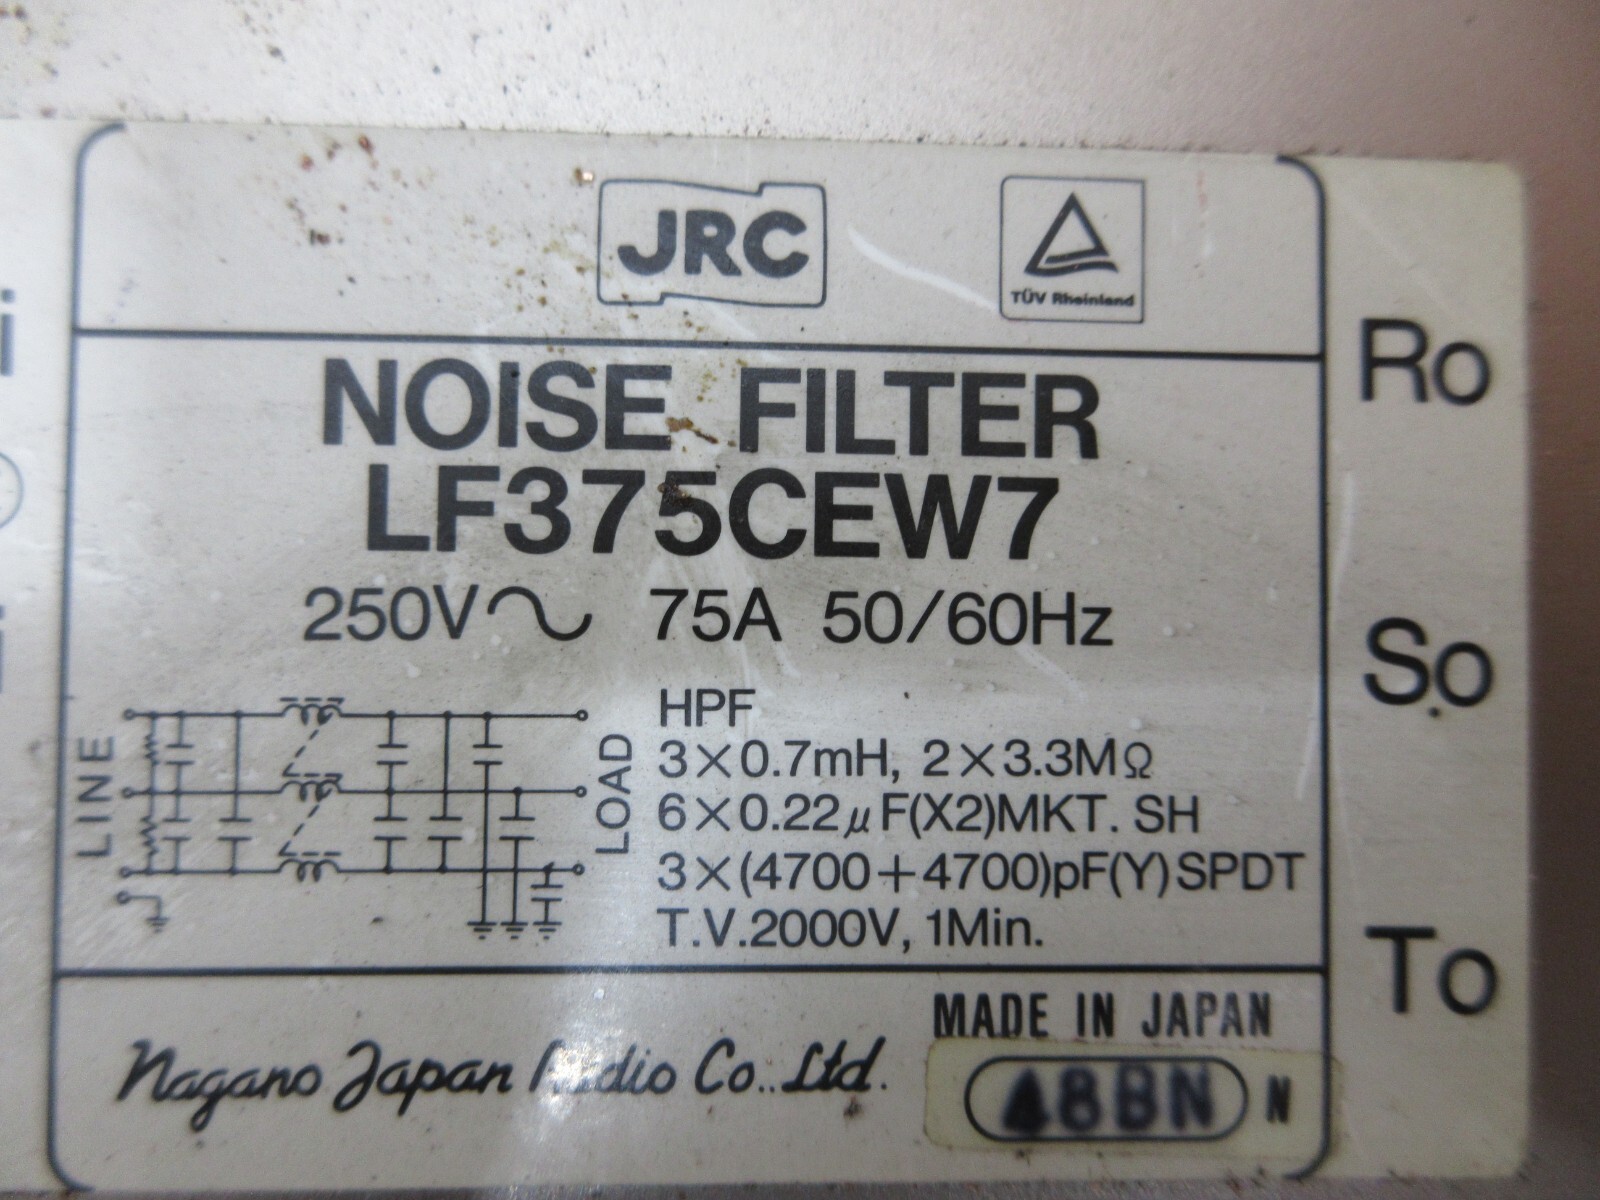 JRC
TÜV Rheinland
NOISE FILTER
LF375CEW7
250V~ 75A 50/60Hz
LINE
LOAD
HPF
3×0.7mH, 2×3.3MΩ
6×0.22μF(X2)MKT. SH
3×(4700+4700)pF(Y)SPDT
T.V.2000V, 1Min.
MADE IN JAPAN
Nagano Japan Radio Co.. Ltd.
48BN N
Ro
So
To
i
i